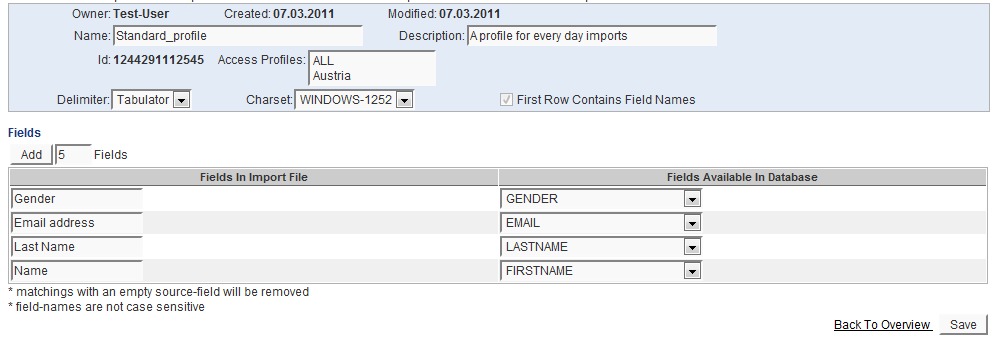 Owner: Test-User Created: 07.03.2011 Modified: 07.03.2011
Name: Standard_profile Description: A profile for every day imports
Id: 1244291112545 Access Profiles: ALL
Austria
Delimiter: Tabulator Charset: WINDOWS-1252 First Row Contains Field Names
Fields
Add 5 Fields
Fields In Import File Fields Available In Database
Gender GENDER
Email address EMAIL
Last Name LASTNAME
Name FIRSTNAME
* matchings with an empty source-field will be removed
* field-names are not case sensitive
Back To Overview Save